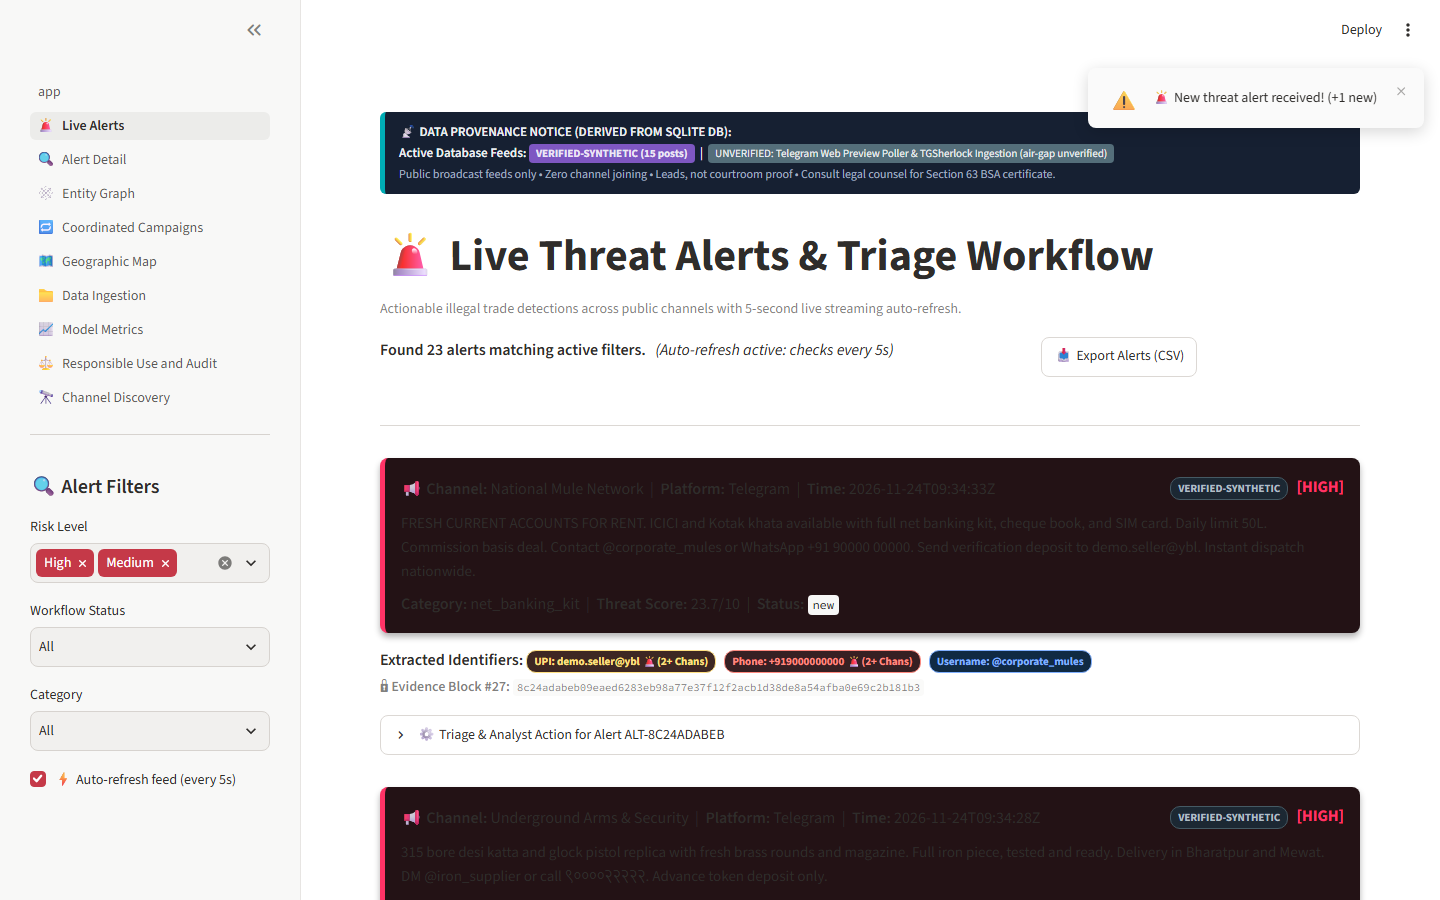 Deploy
New threat alert received! (+1 new)
app
Live Alerts
Alert Detail
Entity Graph
Coordinated Campaigns
Geographic Map
Data Ingestion
Model Metrics
Responsible Use and Audit
Channel Discovery
Alert Filters
Risk Level
High
Medium
Workflow Status
All
Category
All
Auto-refresh feed (every 5s)
DATA PROVENANCE NOTICE (DERIVED FROM SQLITE DB):
Active Database Feeds: VERIFIED-SYNTHETIC (15 posts) | UNVERIFIED: Telegram Web Preview Poller & TGSherlock Ingestion (air-gap unverified)
Public broadcast feeds only • Zero channel joining • Leads, not courtroom proof • Consult legal counsel for Section 63 BSA certificate.
Live Threat Alerts & Triage Workflow
Actionable illegal trade detections across public channels with 5-second live streaming auto-refresh.
Found 23 alerts matching active filters. (Auto-refresh active: checks every 5s)
Export Alerts (CSV)
Channel: National Mule Network | Platform: Telegram | Time: 2026-11-24T09:34:33Z
VERIFIED-SYNTHETIC [HIGH]
FRESH CURRENT ACCOUNTS FOR RENT. ICICI and Kotak khata available with full net banking kit, cheque book, and SIM card. Daily limit 50L.
Commission basis deal. Contact @corporate_mules or WhatsApp +91 90000 00000. Send verification deposit to demo.seller@ybl. Instant dispatch
nationwide.
Category: net_banking_kit | Threat Score: 23.7/10 | Status: new
Extracted Identifiers: UPI: demo.seller@ybl (2+ Chans) Phone: +919000000000 (2+ Chans) Username: @corporate_mules
Evidence Block #27: 8c24adabeb09eaed6283eb98a77e37f12f2acb1d38de8a54afba0e69c2b181b3
Triage & Analyst Action for Alert ALT-8C24ADABEB
Channel: Underground Arms & Security | Platform: Telegram | Time: 2026-11-24T09:34:28Z
VERIFIED-SYNTHETIC [HIGH]
315 bore desi katta and glock pistol replica with fresh brass rounds and magazine. Full iron piece, tested and ready. Delivery in Bharatpur and Mewat.
DM @iron_supplier or call ९००००२२२२२. Advance token deposit only.